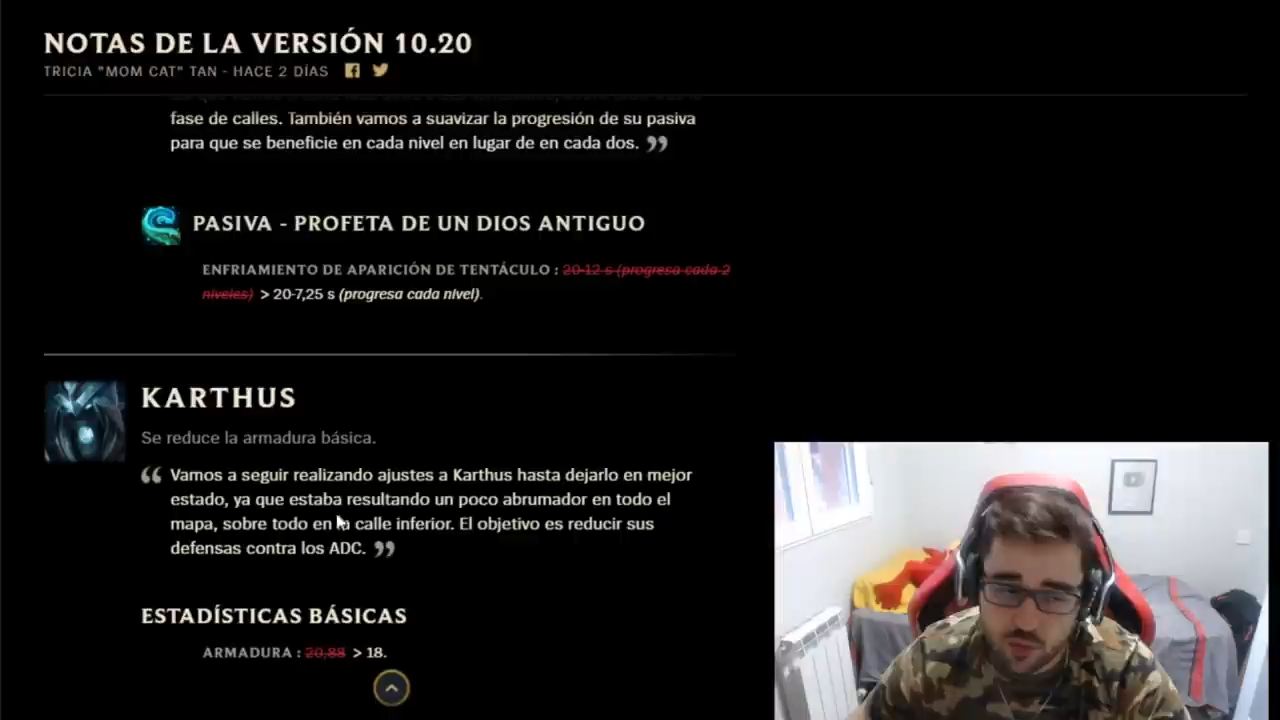 NOTAS DE LA VERSIÓN 10.20
TRICIA "MOM CAT" TAN - HACE 2 DÍAS
fase de calles. También vamos a suavizar la progresión de su pasiva
para que se beneficie en cada nivel en lugar de en cada dos. ”
PASIVA - PROFETA DE UN DIOS ANTIGUO
ENFRIAMIENTO DE APARICIÓN DE TENTÁCULO : 20-12 s (progresa cada 2
niveles) > 20-7,25 s (progresa cada nivel).
KARTHUS
Se reduce la armadura básica.
“ Vamos a seguir realizando ajustes a Karthus hasta dejarlo en mejor
estado, ya que estaba resultando un poco abrumador en todo el
mapa, sobre todo en la calle inferior. El objetivo es reducir sus
defensas contra los ADC. ”
ESTADÍSTICAS BÁSICAS
ARMADURA : 20,88 > 18.